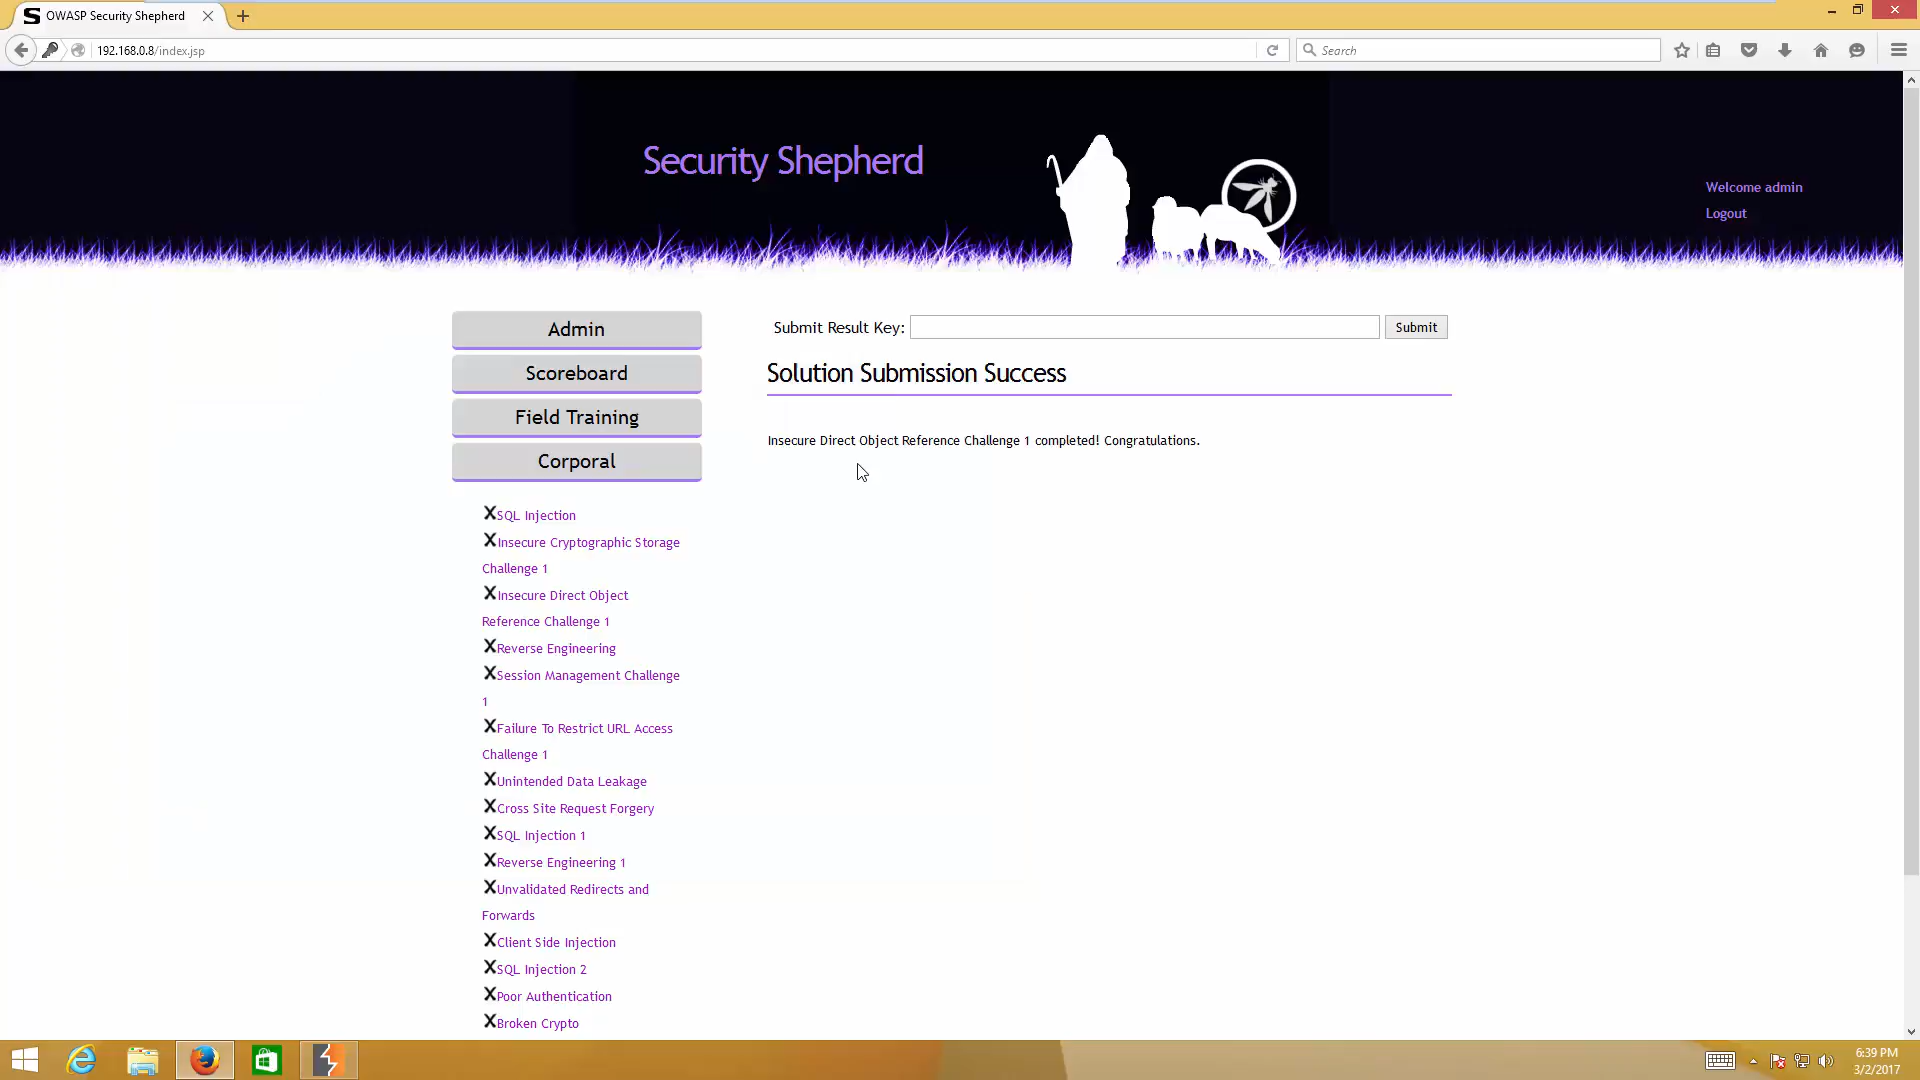 OWASP Security Shepherd
192.168.0.8/index.jsp
Search
Security Shepherd
Welcome admin
Logout
Admin
Scoreboard
Field Training
Corporal
XSQL Injection
XInsecure Cryptographic Storage
Challenge 1
XInsecure Direct Object
Reference Challenge 1
XReverse Engineering
XSession Management Challenge
1
XFailure To Restrict URL Access
Challenge 1
XUnintended Data Leakage
XCross Site Request Forgery
XSQL Injection 1
XReverse Engineering 1
XUnvalidated Redirects and
Forwards
XClient Side Injection
XSQL Injection 2
XPoor Authentication
XBroken Crypto
Submit Result Key:
Submit
Solution Submission Success
Insecure Direct Object Reference Challenge 1 completed! Congratulations.
6:39 PM
3/2/2017